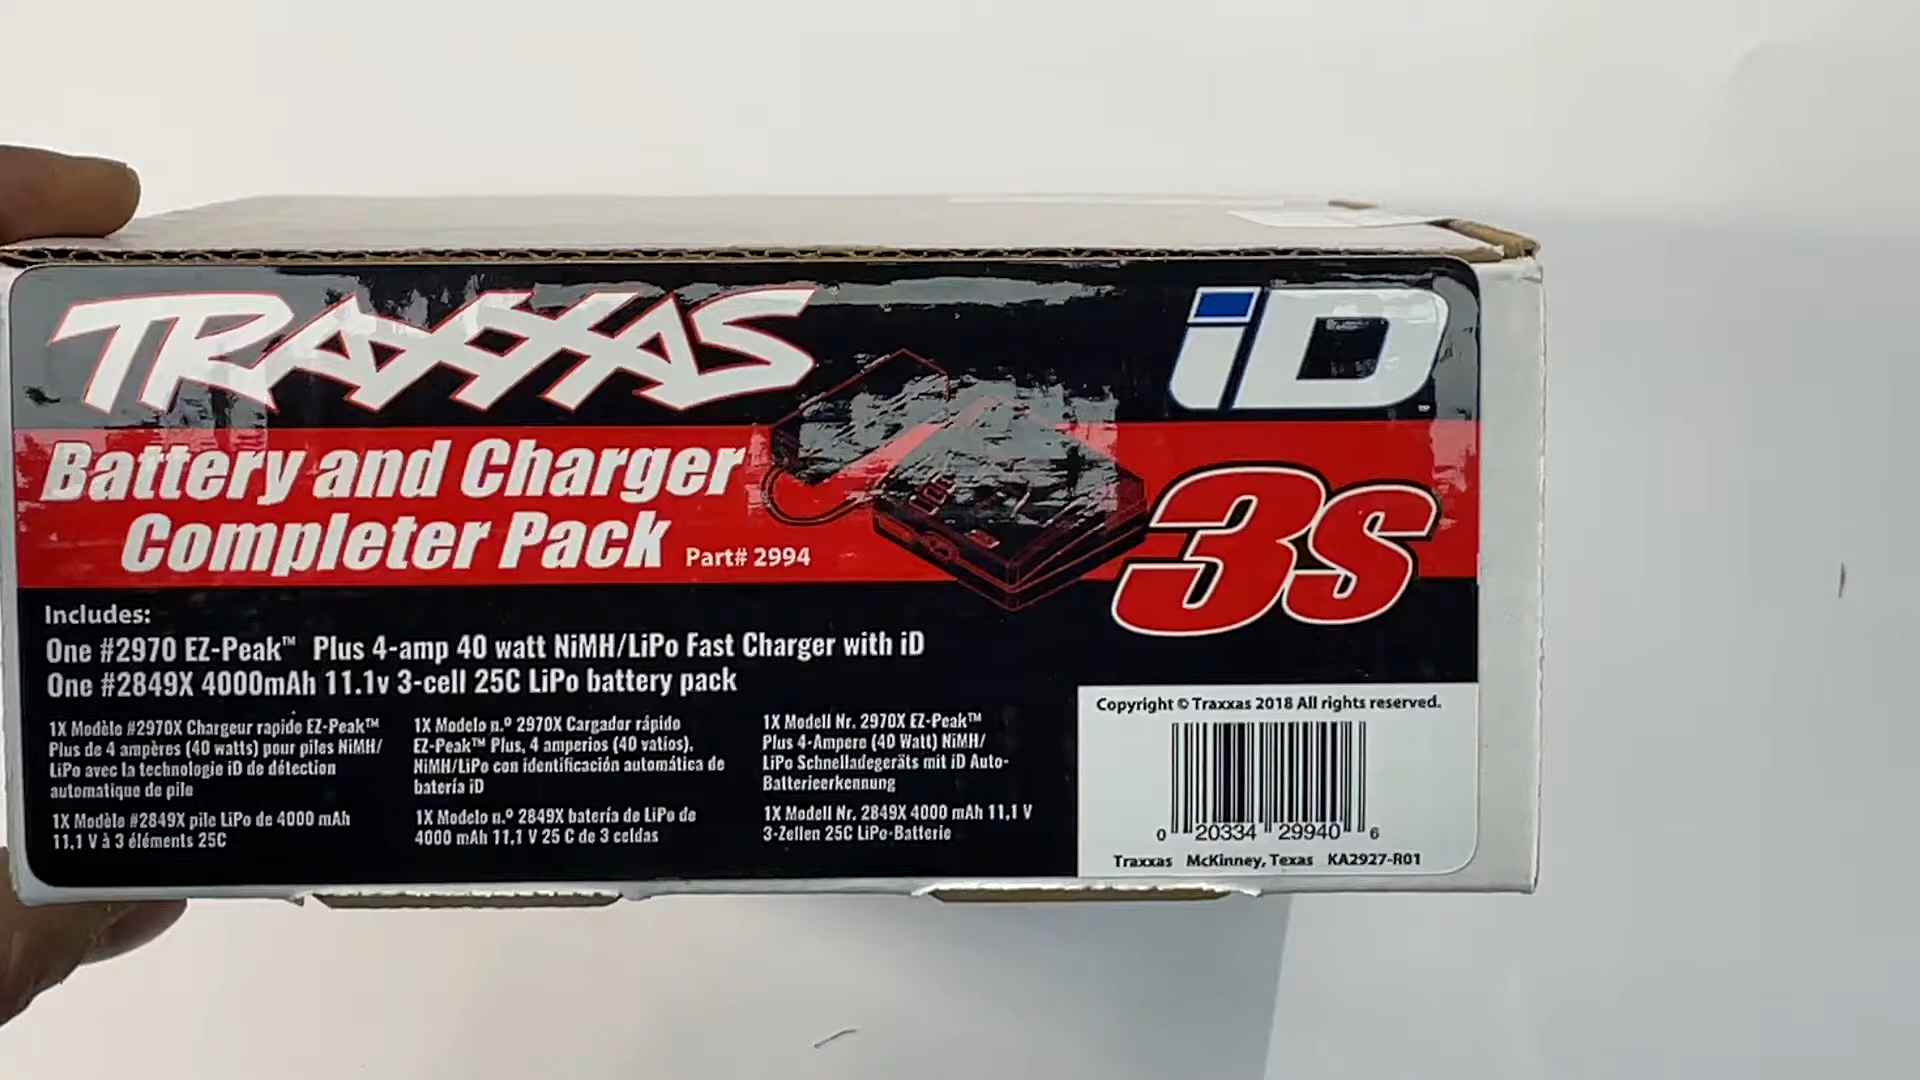 TRAXXAS
iD
Battery and Charger
Completer Pack Part# 2994
3s
Includes:
One #2970 EZ-Peak™ Plus 4-amp 40 watt NiMH/LiPo Fast Charger with iD
One #2849X 4000mAh 11.1v 3-cell 25C LiPo battery pack
1X Modèle #2970X Chargeur rapide EZ-Peak™
Plus de 4 ampères (40 watts) pour piles NiMH/
LiPo avec la technologie iD de détection
automatique de pile
1X Modèle #2849X pile LiPo de 4000 mAh
11,1 V à 3 éléments 25C
1X Modelo n.º 2970X Cargador rápido
EZ-Peak™ Plus, 4 amperios (40 vatios),
NiMH/LiPo con identificación automática de
batería iD
1X Modelo n.º 2849X batería de LiPo de
4000 mAh 11,1 V 25 C de 3 celdas
1X Modell Nr. 2970X EZ-Peak™
Plus 4-Ampere (40 Watt) NiMH/
LiPo Schnelladegeräts mit iD Auto-
Batterieerkennung
1X Modell Nr. 2849X 4000 mAh 11,1 V
3-Zellen 25C LiPo-Batterie
Copyright © Traxxas 2018 All rights reserved.
0 20334 29940 6
Traxxas McKinney, Texas KA2927-R01